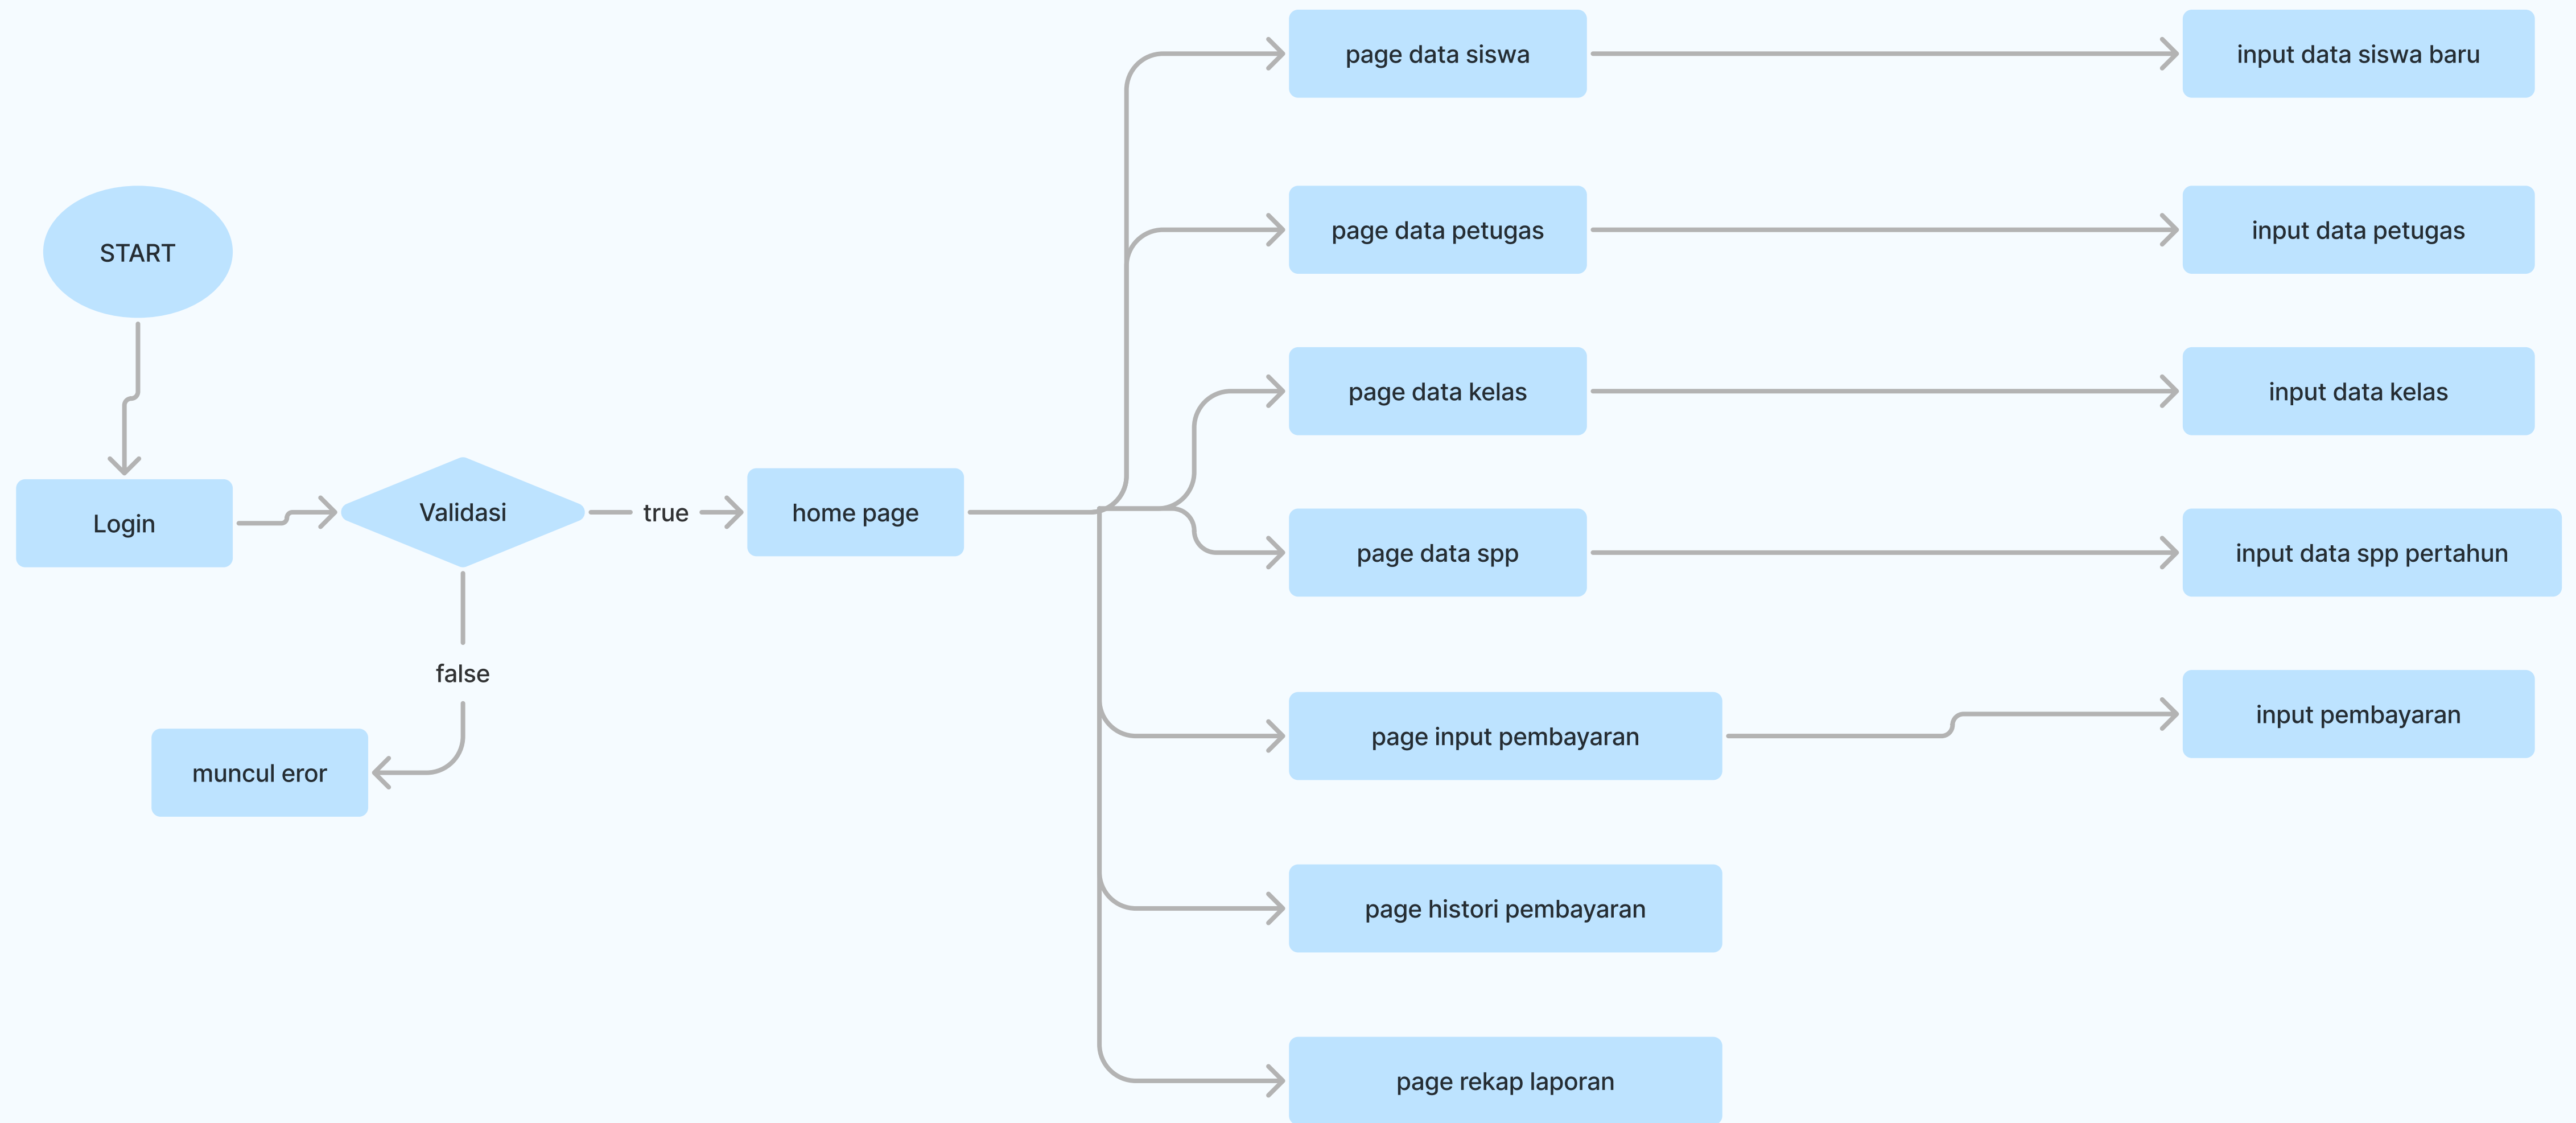 START
Login
Validasi
true
false
muncul eror
home page
page data siswa
input data siswa baru
page data petugas
input data petugas
page data kelas
input data kelas
page data spp
input data spp pertahun
page input pembayaran
input pembayaran
page histori pembayaran
page rekap laporan